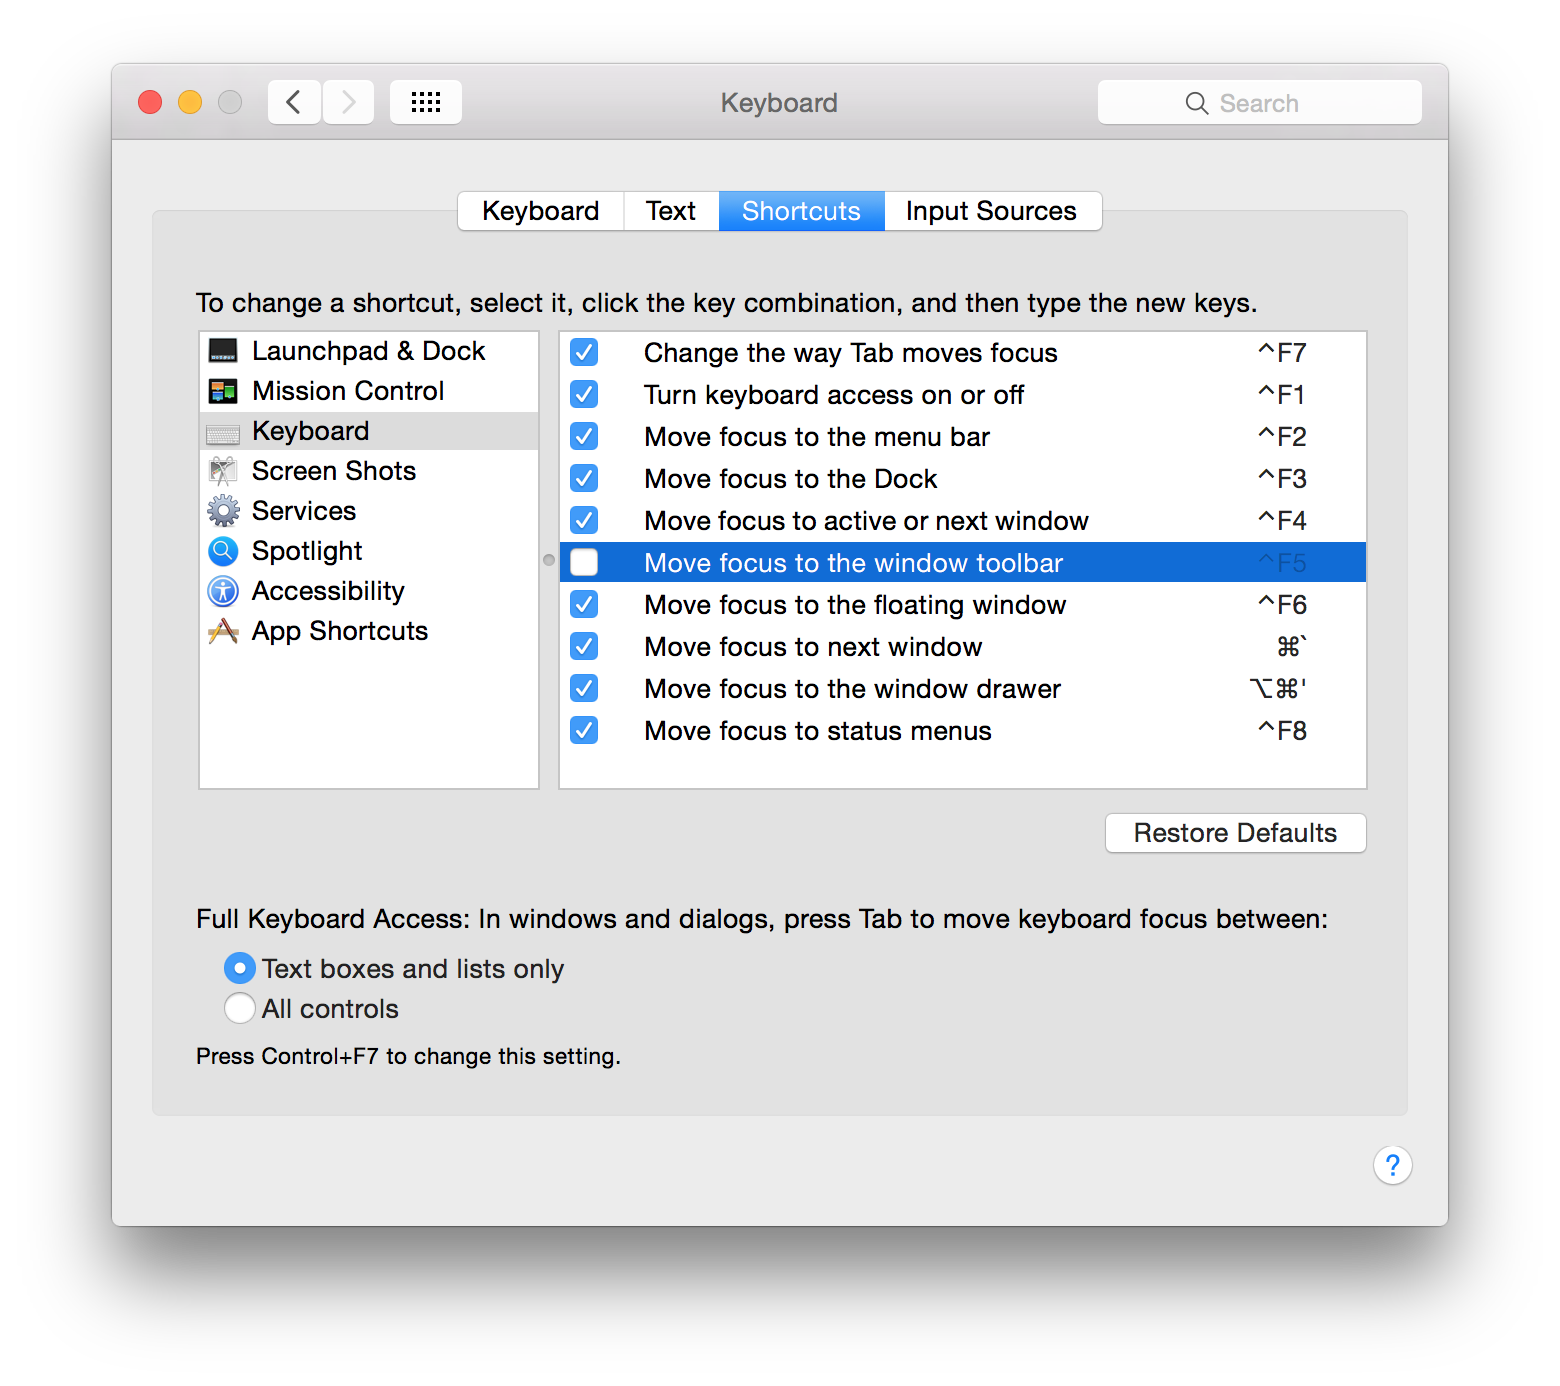 Keyboard
Search
Keyboard Text Shortcuts Input Sources
To change a shortcut, select it, click the key combination, and then type the new keys.
Launchpad & Dock
Mission Control
Keyboard
Screen Shots
Services
Spotlight
Accessibility
App Shortcuts
Change the way Tab moves focus ^F7
Turn keyboard access on or off ^F1
Move focus to the menu bar ^F2
Move focus to the Dock ^F3
Move focus to active or next window ^F4
Move focus to the window toolbar ^F5
Move focus to the floating window ^F6
Move focus to next window ⌘`
Move focus to the window drawer ⌥⌘'
Move focus to status menus ^F8
Restore Defaults
Full Keyboard Access: In windows and dialogs, press Tab to move keyboard focus between:
Text boxes and lists only
All controls
Press Control+F7 to change this setting.
?